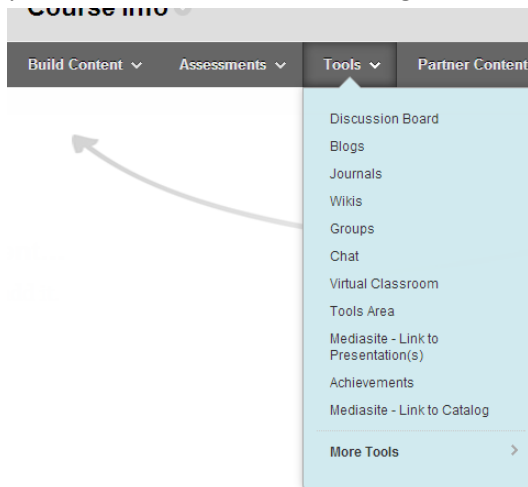 Course Info
Build Content Assessments Tools Partner Content
Discussion Board
Blogs
Journals
Wikis
Groups
Chat
Virtual Classroom
Tools Area
Mediasite - Link to
Presentation(s)
Achievements
Mediasite - Link to Catalog
More Tools